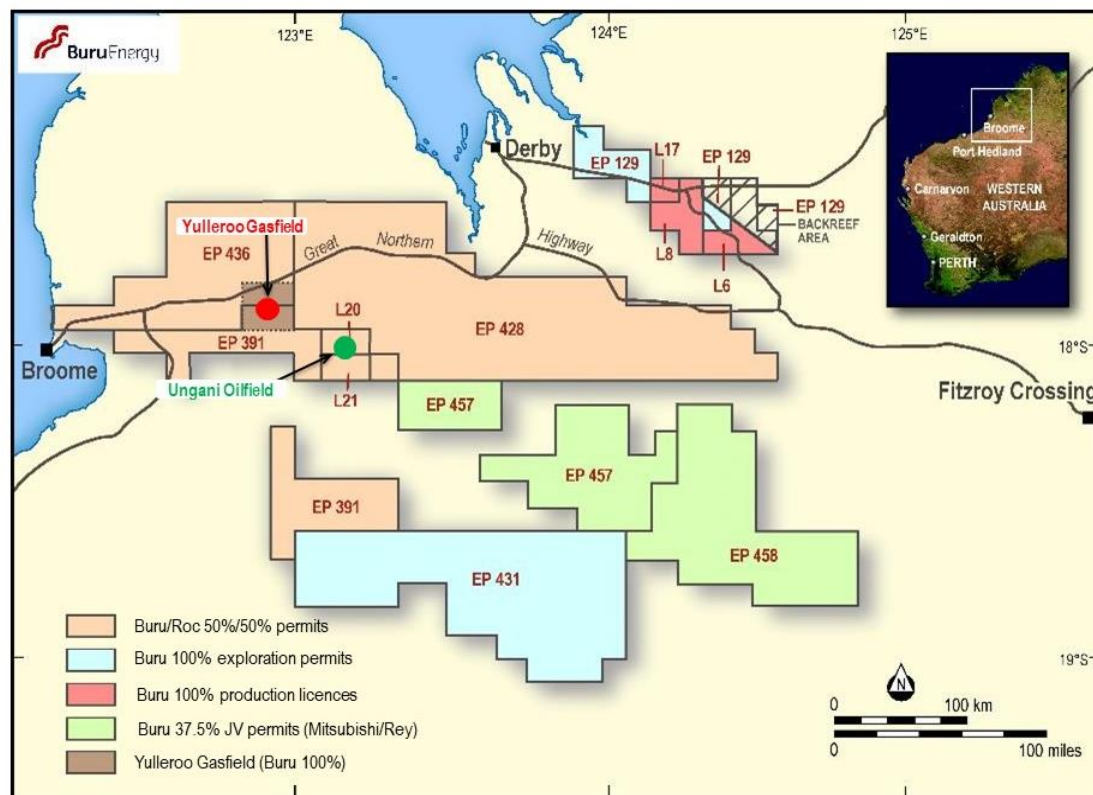 BuruEnergy
123°E
124°E
125°E
Broome
Port Hedland
Carnarvon
WESTERN
AUSTRALIA
Geraldton
PERTH
Derby
EP 129
L17
EP 129
EP 129
BACKREEF
AREA
L8
L6
Yulleroo Gasfield
EP 436
Great
Northern
Highway
L20
EP 428
EP 391
18°S
Broome
Ungani Oilfield
L21
EP 457
Fitzroy Crossing
EP 457
EP 391
EP 458
EP 431
19°S
Buru/Roc 50%/50% permits
Buru 100% exploration permits
Buru 100% production licences
Buru 37.5% JV permits (Mitsubishi/Rey)
Yulleroo Gasfield (Buru 100%)
N
0 100 km
0 100 miles